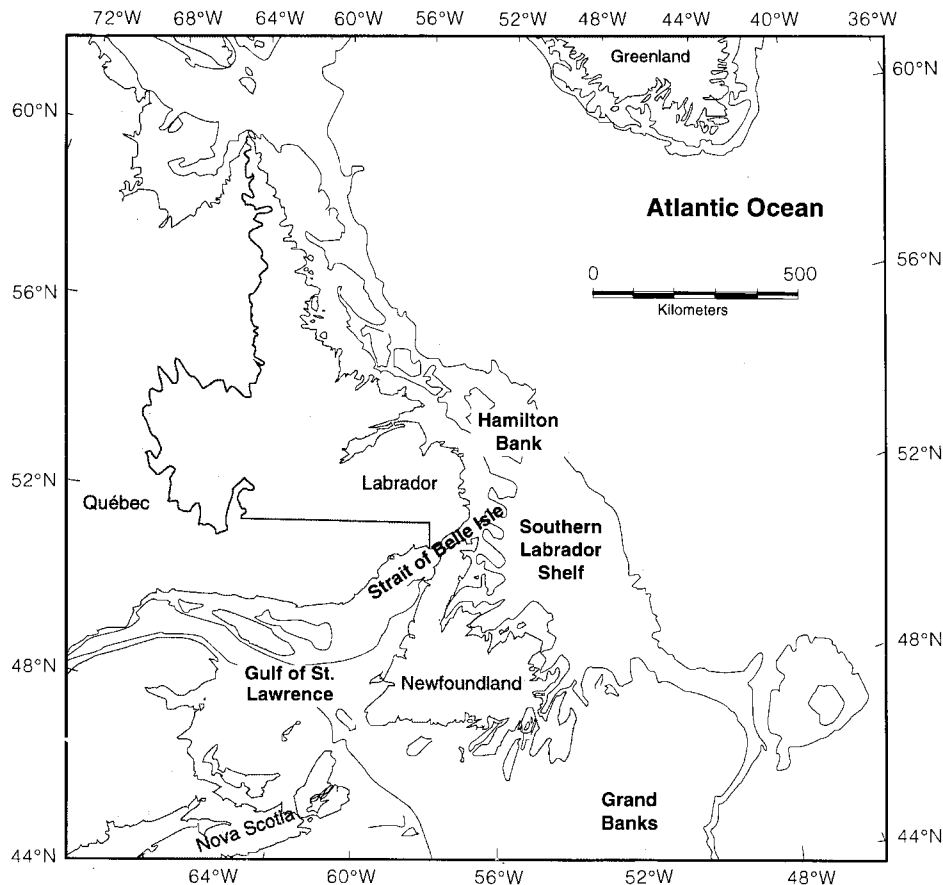 72°W 68°W 64°W 60°W 56°W 52°W 48°W 44°W 40°W 36°W
Greenland
60°N
60°N
Atlantic Ocean
0 500
Kilometers
56°N
56°N
Hamilton
Bank
52°N
52°N
Labrador
Québec
Strait of Belle Isle
Southern
Labrador
Shelf
48°N
48°N
Gulf of St.
Lawrence
Newfoundland
Grand
Banks
Nova Scotia
44°N
44°N
64°W 60°W 56°W 52°W 48°W